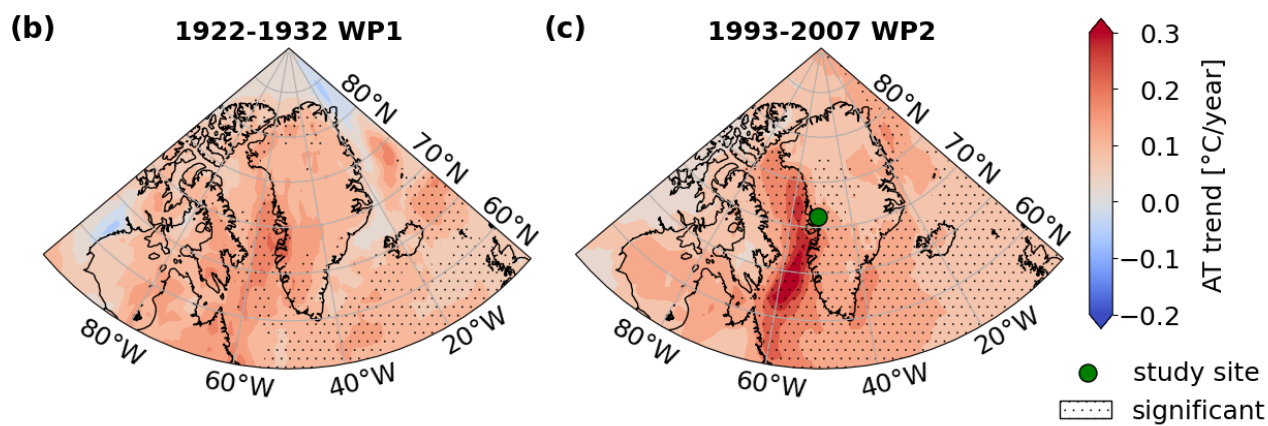 (b)
1922-1932 WP1
80°N
70°N
60°N
80°W
60°W
40°W
20°W
(c)
1993-2007 WP2
80°N
70°N
60°N
80°W
60°W
40°W
20°W
0.3
0.2
0.1
0.0
−0.1
−0.2
AT trend [°C/year]
study site
significant